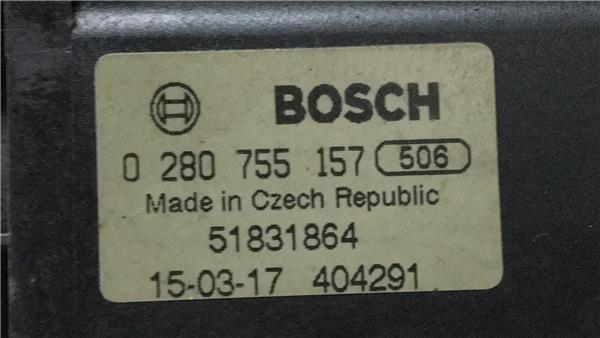 BOSCH
0 280 755 157 506
Made in Czech Republic
51831864
15-03-17 404291